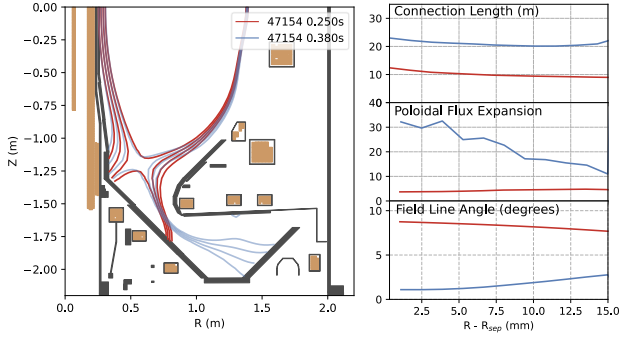 0.00
−0.25
−0.50
−0.75
−1.00
−1.25
−1.50
−1.75
−2.00
Z (m)
47154 0.250s
47154 0.380s
0.0 0.5 1.0 1.5 2.0
R (m)
Connection Length (m)
30
20
10
0
Poloidal Flux Expansion
40
30
20
10
0
Field Line Angle (degrees)
10
5
0
2.5 5.0 7.5 10.0 12.5 15.0
R - Rsep (mm)